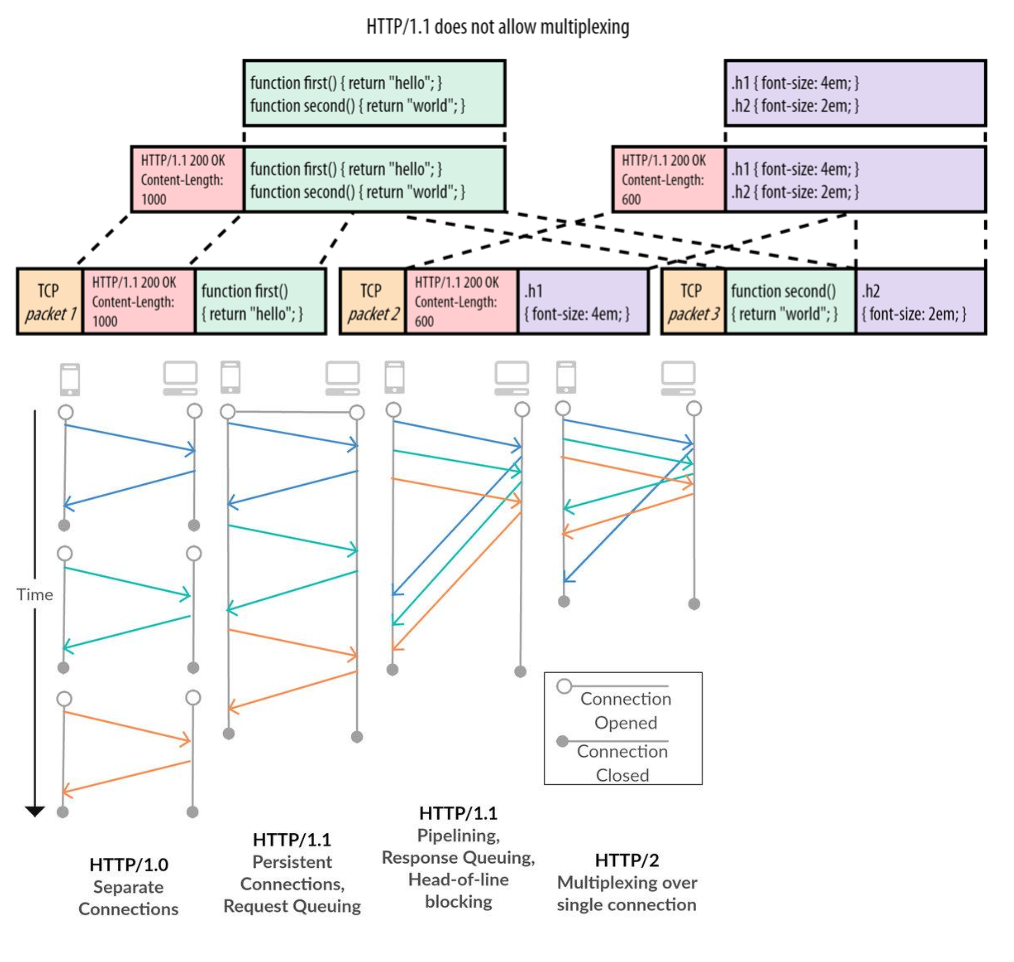 HTTP/1.1 does not allow multiplexing
function first() { return "hello"; }
function second() { return "world"; }
.h1 { font-size: 4em; }
.h2 { font-size: 2em; }
HTTP/1.1 200 OK
Content-Length:
1000
function first() { return "hello"; }
function second() { return "world"; }
HTTP/1.1 200 OK
Content-Length:
600
.h1 { font-size: 4em; }
.h2 { font-size: 2em; }
TCP
packet 1
HTTP/1.1 200 OK
Content-Length:
1000
function first()
{ return "hello"; }
TCP
packet 2
HTTP/1.1 200 OK
Content-Length:
600
.h1
{ font-size: 4em; }
TCP
packet 3
function second()
{ return "world"; }
.h2
{ font-size: 2em; }
Time
Connection
Opened
Connection
Closed
HTTP/1.0
Separate
Connections
HTTP/1.1
Persistent
Connections,
Request Queuing
HTTP/1.1
Pipelining,
Response Queuing,
Head-of-line
blocking
HTTP/2
Multiplexing over
single connection